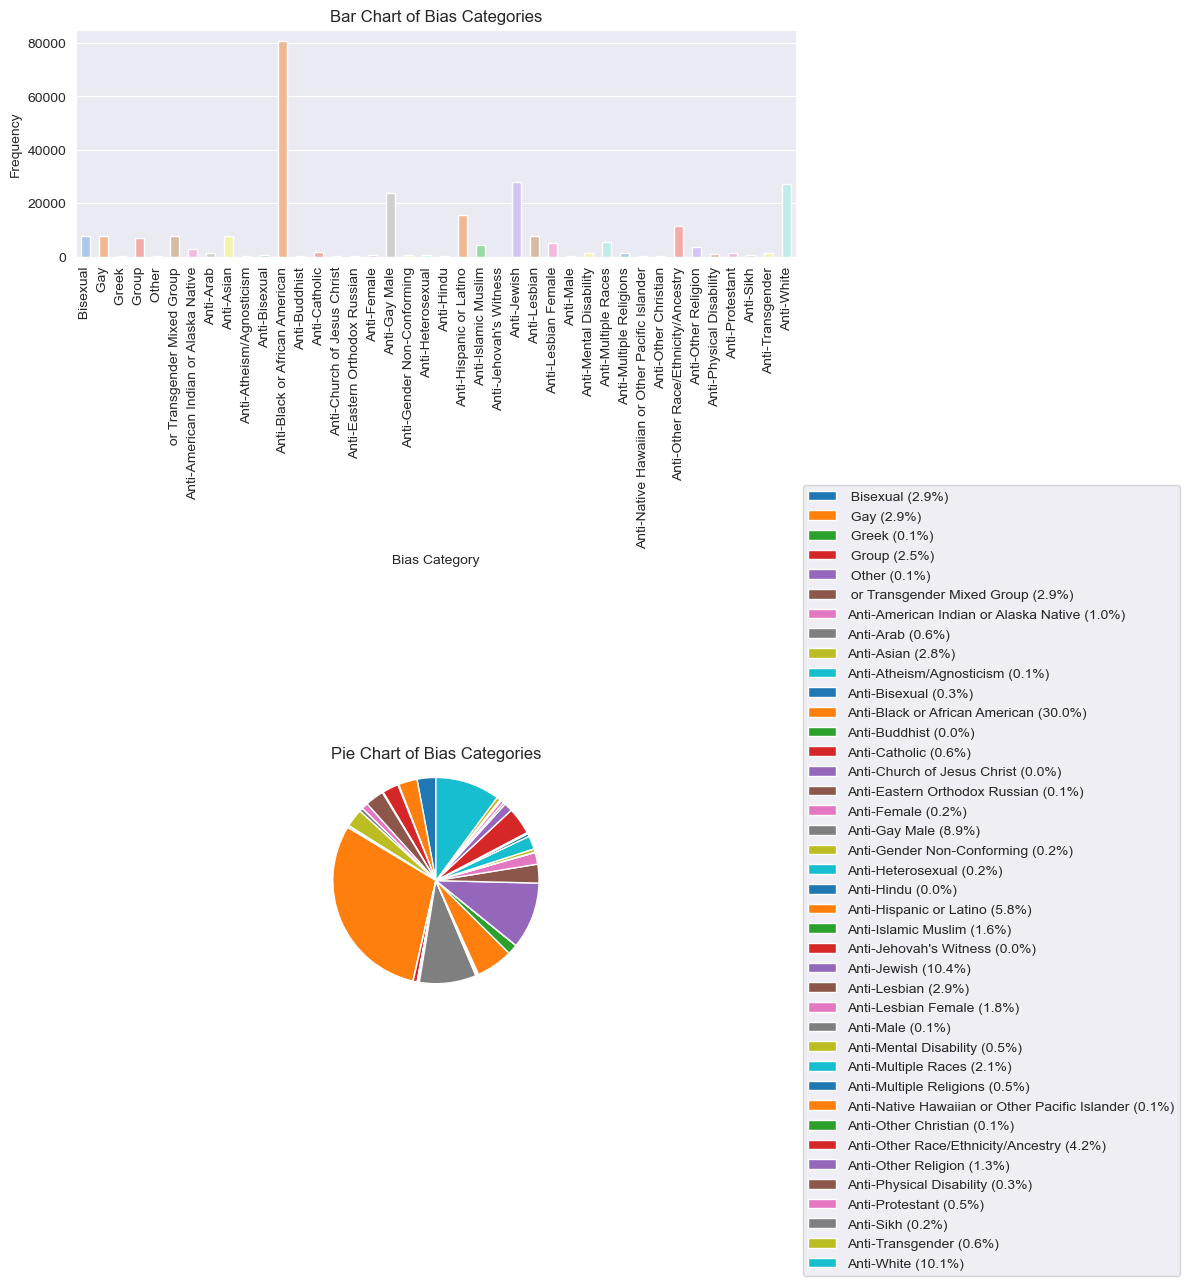 Bar Chart of Bias Categories
80000
60000
40000
20000
0
Frequency
Bisexual
Gay
Greek
Group
Other
or Transgender Mixed Group
Anti-American Indian or Alaska Native
Anti-Arab
Anti-Asian
Anti-Atheism/Agnosticism
Anti-Bisexual
Anti-Black or African American
Anti-Buddhist
Anti-Catholic
Anti-Church of Jesus Christ
Anti-Eastern Orthodox Russian
Anti-Female
Anti-Gay Male
Anti-Gender Non-Conforming
Anti-Heterosexual
Anti-Hindu
Anti-Hispanic or Latino
Anti-Islamic Muslim
Anti-Jehovah's Witness
Anti-Jewish
Anti-Lesbian
Anti-Lesbian Female
Anti-Male
Anti-Mental Disability
Anti-Multiple Races
Anti-Multiple Religions
Anti-Native Hawaiian or Other Pacific Islander
Anti-Other Christian
Anti-Other Race/Ethnicity/Ancestry
Anti-Other Religion
Anti-Physical Disability
Anti-Protestant
Anti-Sikh
Anti-Transgender
Anti-White
Bias Category
Pie Chart of Bias Categories
Bisexual (2.9%)
Gay (2.9%)
Greek (0.1%)
Group (2.5%)
Other (0.1%)
or Transgender Mixed Group (2.9%)
Anti-American Indian or Alaska Native (1.0%)
Anti-Arab (0.6%)
Anti-Asian (2.8%)
Anti-Atheism/Agnosticism (0.1%)
Anti-Bisexual (0.3%)
Anti-Black or African American (30.0%)
Anti-Buddhist (0.0%)
Anti-Catholic (0.6%)
Anti-Church of Jesus Christ (0.0%)
Anti-Eastern Orthodox Russian (0.1%)
Anti-Female (0.2%)
Anti-Gay Male (8.9%)
Anti-Gender Non-Conforming (0.2%)
Anti-Heterosexual (0.2%)
Anti-Hindu (0.0%)
Anti-Hispanic or Latino (5.8%)
Anti-Islamic Muslim (1.6%)
Anti-Jehovah's Witness (0.0%)
Anti-Jewish (10.4%)
Anti-Lesbian (2.9%)
Anti-Lesbian Female (1.8%)
Anti-Male (0.1%)
Anti-Mental Disability (0.5%)
Anti-Multiple Races (2.1%)
Anti-Multiple Religions (0.5%)
Anti-Native Hawaiian or Other Pacific Islander (0.1%)
Anti-Other Christian (0.1%)
Anti-Other Race/Ethnicity/Ancestry (4.2%)
Anti-Other Religion (1.3%)
Anti-Physical Disability (0.3%)
Anti-Protestant (0.5%)
Anti-Sikh (0.2%)
Anti-Transgender (0.6%)
Anti-White (10.1%)